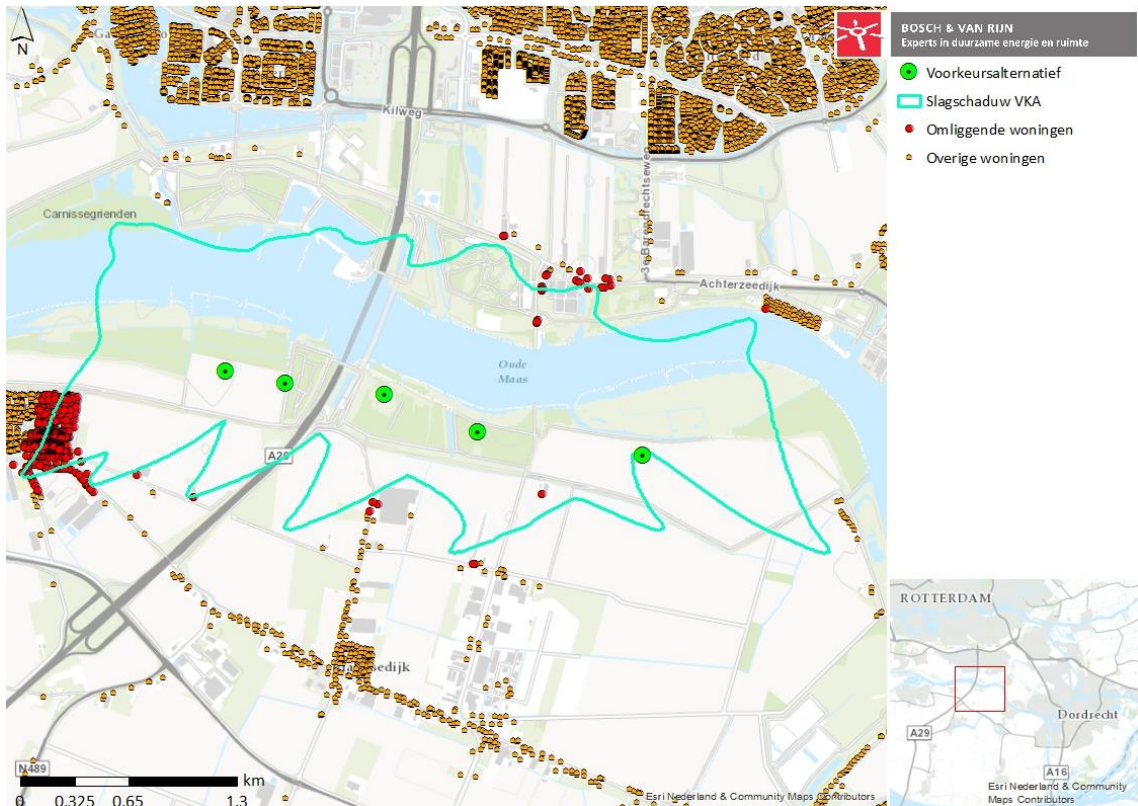 N
BOSCH & VAN RIJN
Experts in duurzame energie en ruimte
Voorkeursalternatief
Slagschaduw VKA
Omliggende woningen
Overige woningen
Kilweg
3e Barendrechtseweg
Carnissegrienden
Achterzeedijk
Oude
Maas
N489
km
0 0.325 0.65 1.3
Esri Nederland & Community Maps Contributors
ROTTERDAM
Dordrecht
A29
A16
Esri Nederland & Community
Maps Contributors